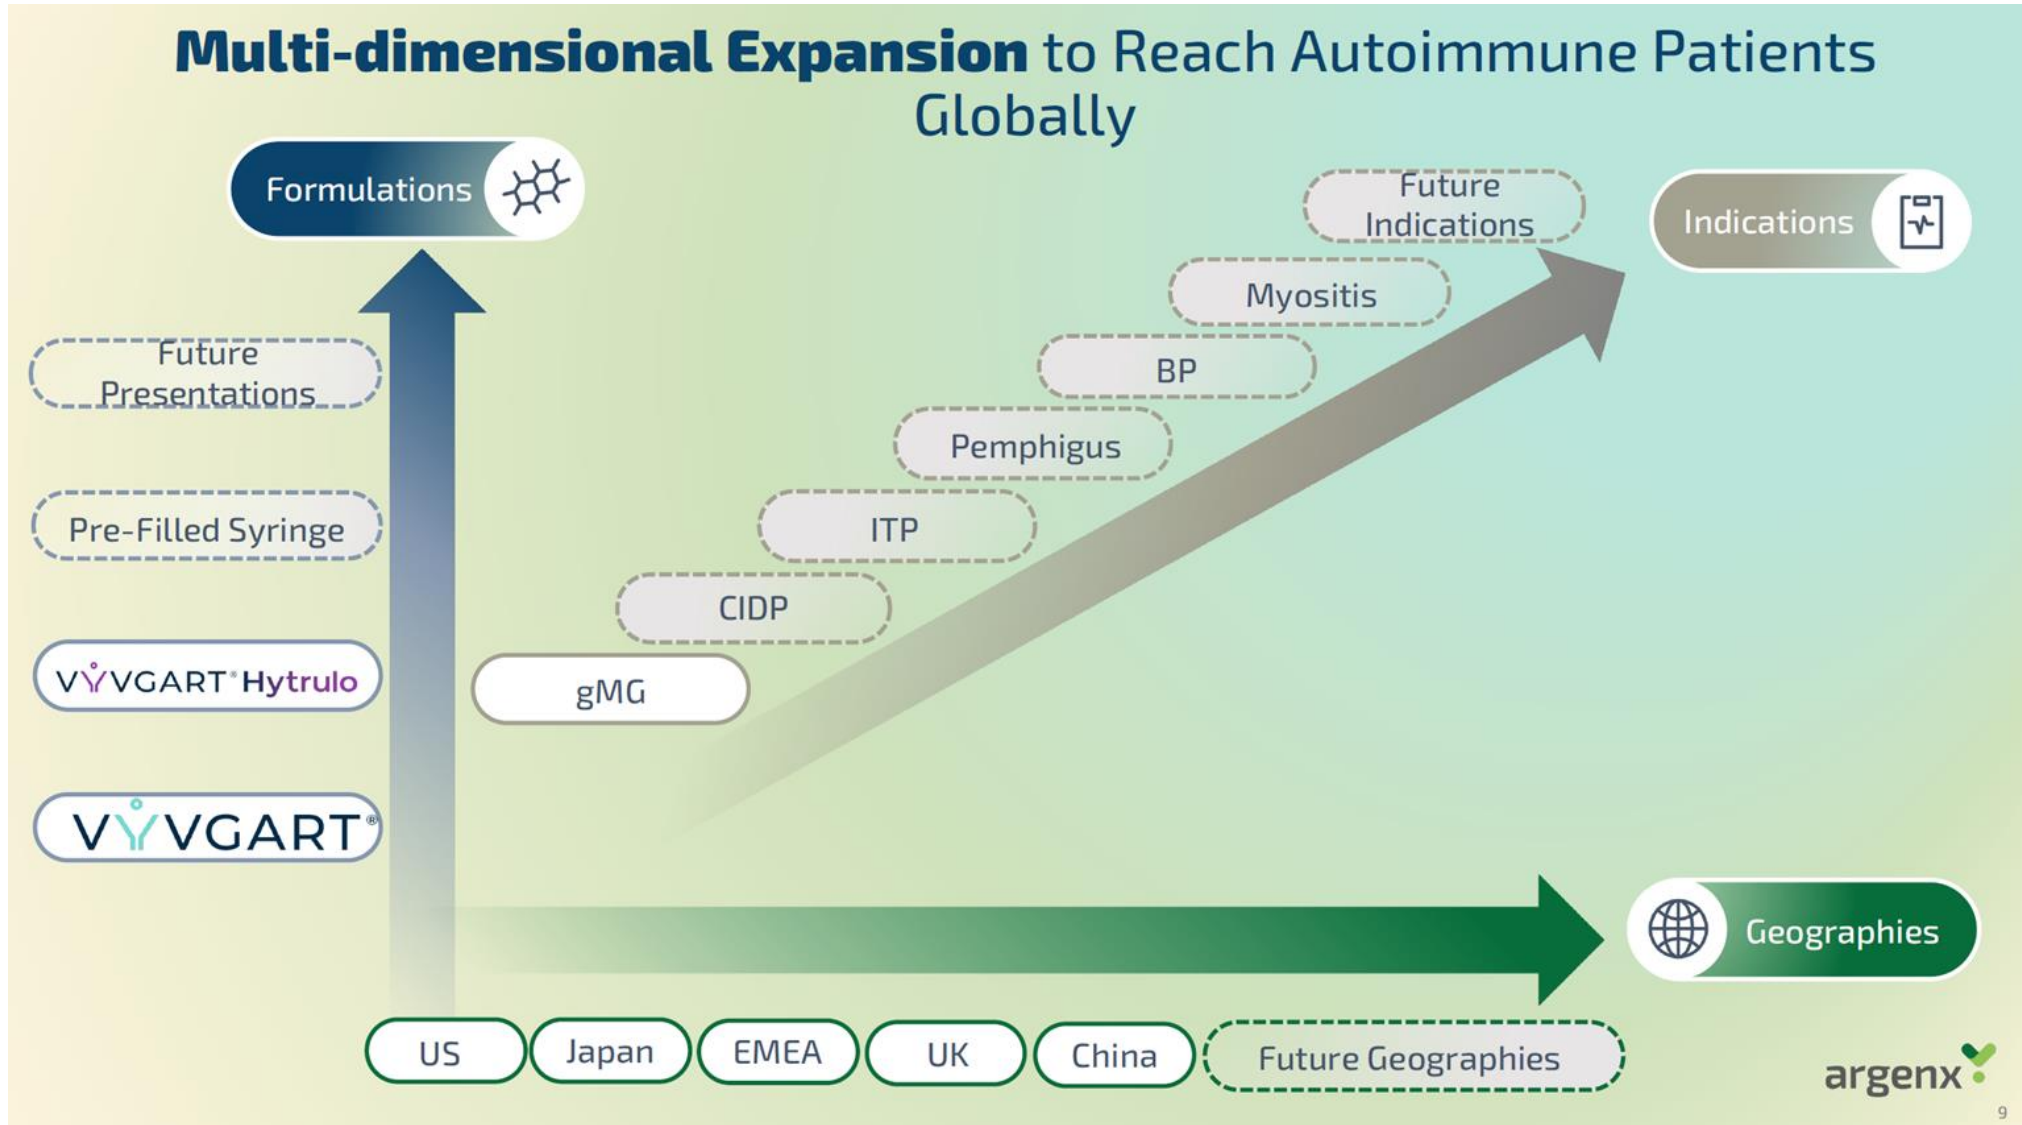 Multi-dimensional Expansion to Reach Autoimmune Patients
Globally
Formulations
Future
Presentations
Pre-Filled Syringe
VYVGART® Hytrulo
VYVGART®
Future
Indications
Myositis
BP
Pemphigus
ITP
CIDP
gMG
Indications
Geographies
US
Japan
EMEA
UK
China
Future Geographies
argenx
9